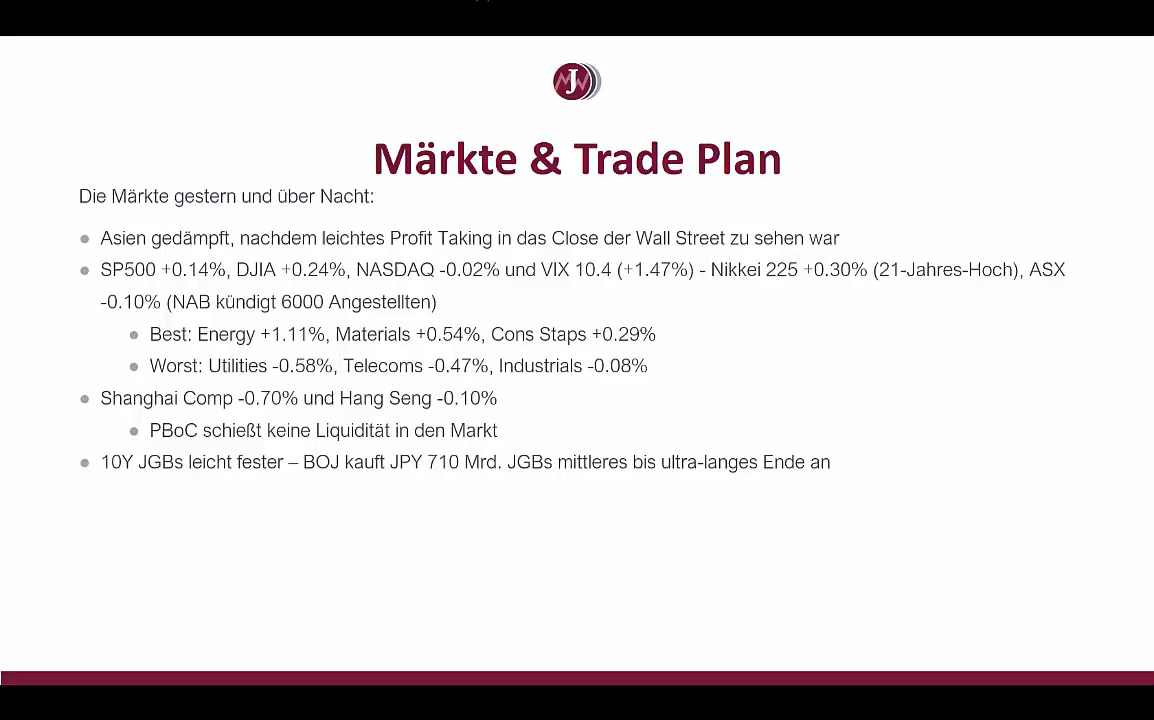 J
Märkte & Trade Plan
Die Märkte gestern und über Nacht:
Asien gedämpft, nachdem leichtes Profit Taking in das Close der Wall Street zu sehen war
SP500 +0.14%, DJIA +0.24%, NASDAQ -0.02% und VIX 10.4 (+1.47%) - Nikkei 225 +0.30% (21-Jahres-Hoch), ASX
-0.10% (NAB kündigt 6000 Angestellten)
Best: Energy +1.11%, Materials +0.54%, Cons Staps +0.29%
Worst: Utilities -0.58%, Telecoms -0.47%, Industrials -0.08%
Shanghai Comp -0.70% und Hang Seng -0.10%
PBoC schießt keine Liquidität in den Markt
10Y JGBs leicht fester – BOJ kauft JPY 710 Mrd. JGBs mittleres bis ultra-langes Ende an